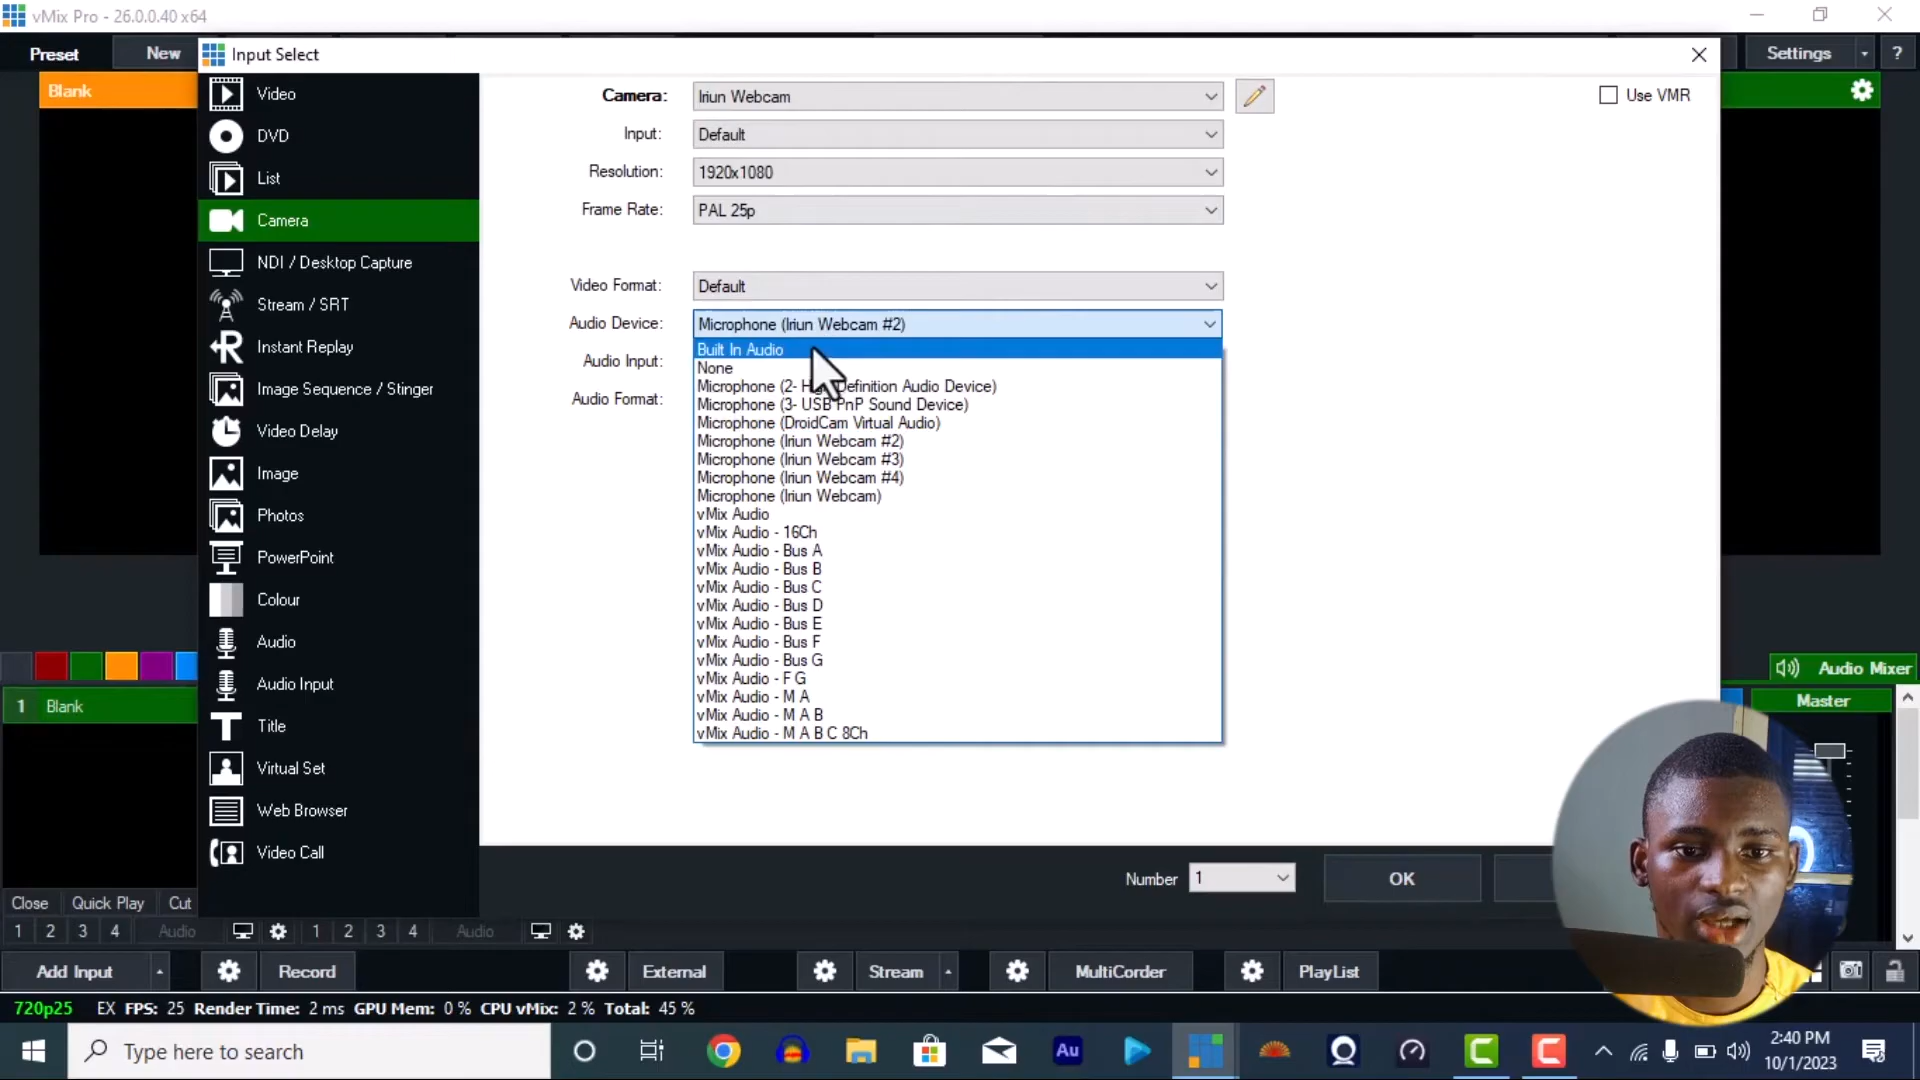 vMix Pro - 26.0.0.40 x64
Preset
New
Input Select
Settings
?
Blank
Video
DVD
List
Camera
NDI / Desktop Capture
Stream / SRT
Instant Replay
Image Sequence / Stinger
Video Delay
Image
Photos
PowerPoint
Colour
Audio
Audio Input
Title
Virtual Set
Web Browser
Video Call
Camera: Iriun Webcam
Use VMR
Input: Default
Resolution: 1920x1080
Frame Rate: PAL 25p
Video Format: Default
Audio Device: Microphone (Iriun Webcam #2)
Audio Input:
Audio Format:
Built In Audio
None
Microphone (2- High Definition Audio Device)
Microphone (3- USB PnP Sound Device)
Microphone (DroidCam Virtual Audio)
Microphone (Iriun Webcam #2)
Microphone (Iriun Webcam #3)
Microphone (Iriun Webcam #4)
Microphone (Iriun Webcam)
vMix Audio
vMix Audio - 16Ch
vMix Audio - Bus A
vMix Audio - Bus B
vMix Audio - Bus C
vMix Audio - Bus D
vMix Audio - Bus E
vMix Audio - Bus F
vMix Audio - Bus G
vMix Audio - F G
vMix Audio - M A
vMix Audio - M A B
vMix Audio - M A B C 8Ch
Audio Mixer
Master
1 Blank
Number 1
OK
Close Quick Play Cut
1 2 3 4 Audio 1 2 3 4 Audio
Add Input Record External Stream MultiCorder PlayList
720p25 EX FPS: 25 Render Time: 2 ms GPU Mem: 0 % CPU vMix: 2 % Total: 45 %
Type here to search
Au
2:40 PM
10/1/2023